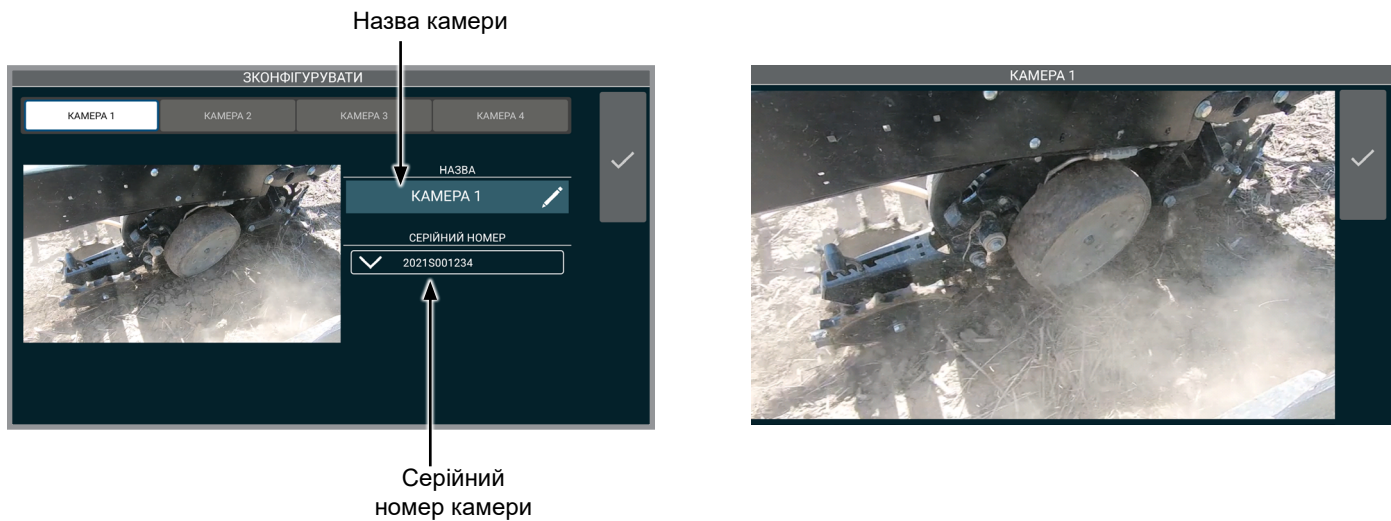 Назва камери
ЗКОНФІГУРУВАТИ
КАМЕРА 1
КАМЕРА 2
КАМЕРА 3
КАМЕРА 4
НАЗВА
КАМЕРА 1
СЕРІЙНИЙ НОМЕР
2021S001234
Серійний
номер камери
КАМЕРА 1